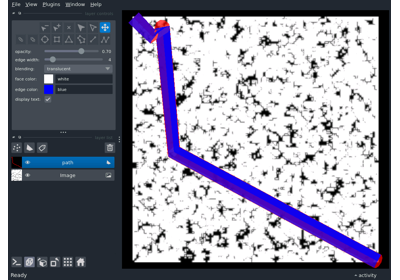 File View Plugins Window Help
opacity: 0.70
edge width: 4
blending: translucent
face color: white
edge color: blue
display text: ✓
path
Image
Ready
activity